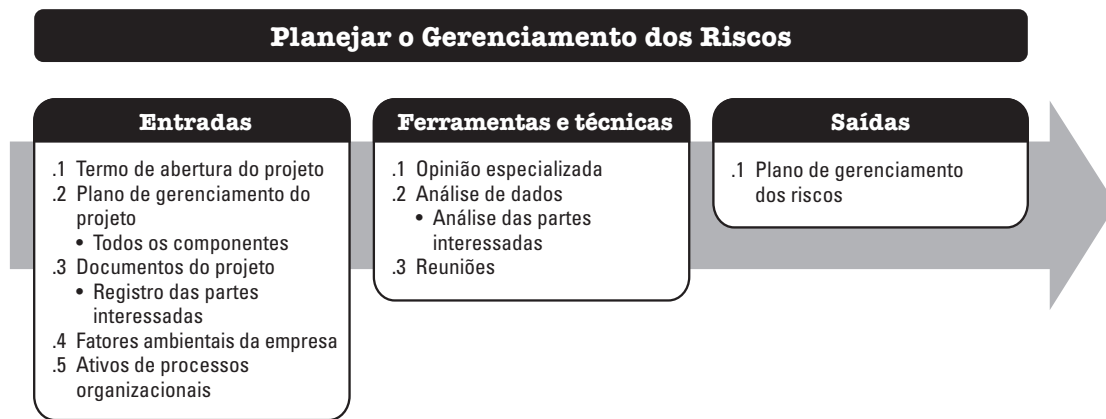 Planejar o Gerenciamento dos Riscos
Entradas
.1 Termo de abertura do projeto
.2 Plano de gerenciamento do
projeto
• Todos os componentes
.3 Documentos do projeto
• Registro das partes
interessadas
.4 Fatores ambientais da empresa
.5 Ativos de processos
organizacionais
Ferramentas e técnicas
.1 Opinião especializada
.2 Análise de dados
• Análise das partes
interessadas
.3 Reuniões
Saídas
.1 Plano de gerenciamento
dos riscos